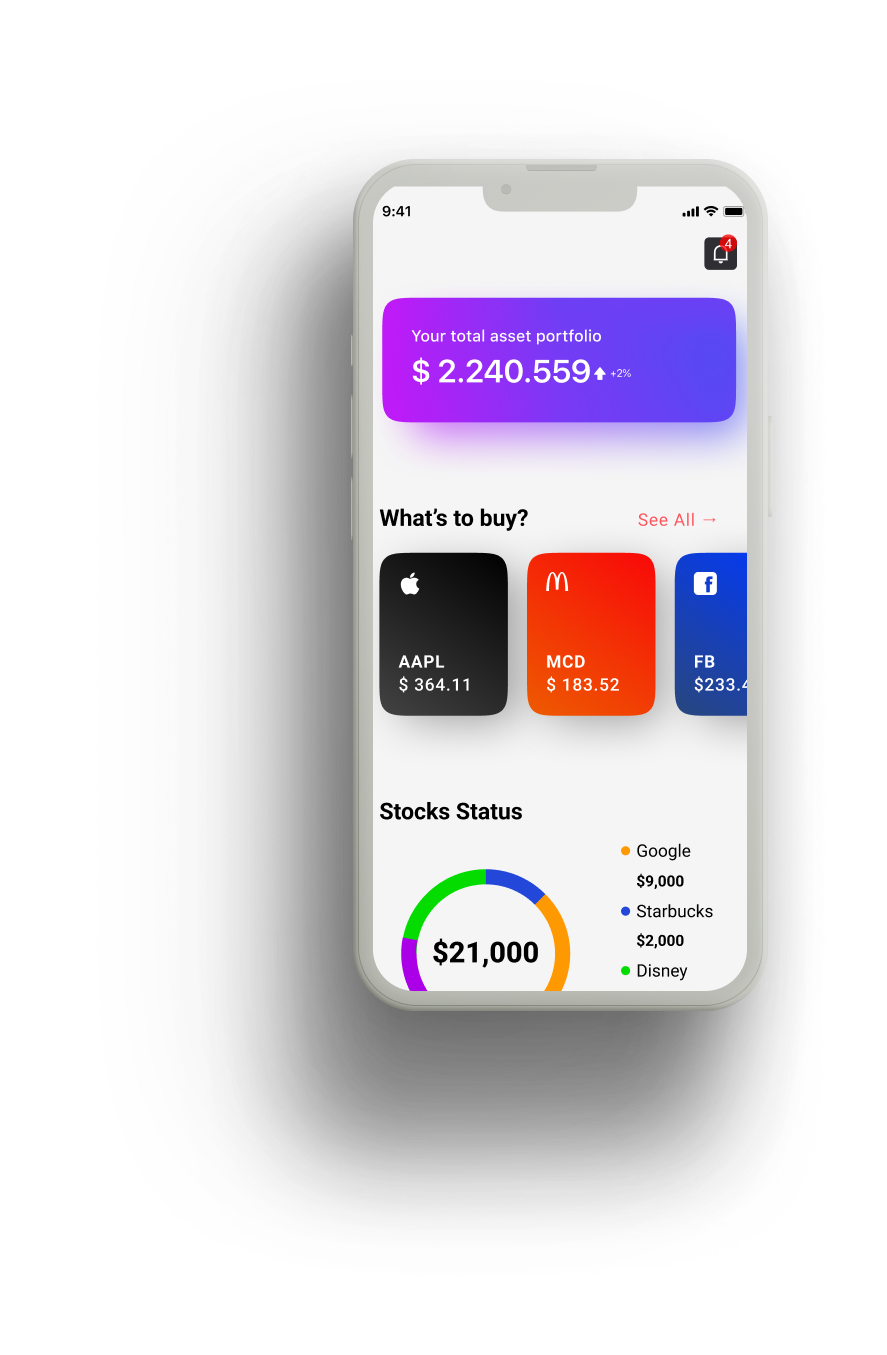 9:41
4
Your total asset portfolio
$ 2.240.559 +2%
What’s to buy?
See All →
AAPL
$ 364.11
MCD
$ 183.52
FB
$233.4
Stocks Status
$21,000
Google
$9,000
Starbucks
$2,000
Disney